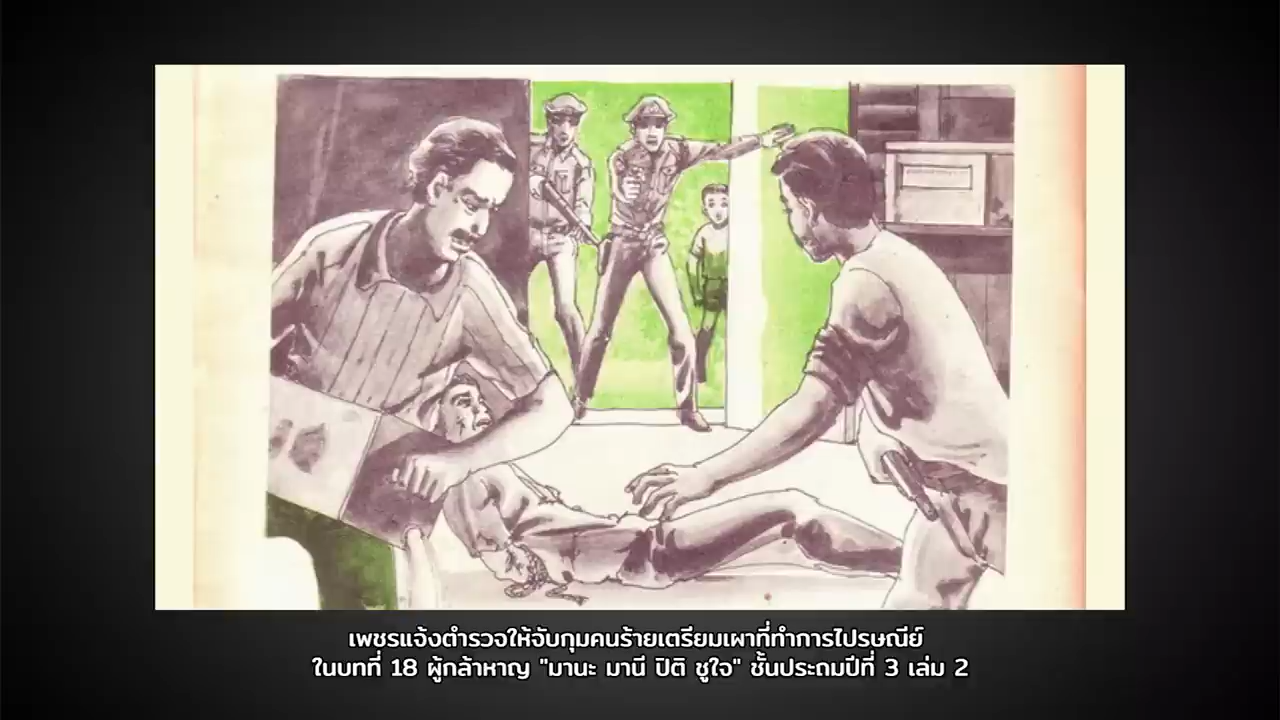 เพชรแจ้งตำรวจให้จับกุมคนร้ายเตรียมเผาที่ทำการไปรษณีย์
ในบทที่ 18 ผู้กล้าหาญ "มานะ มานี ปิติ ชูใจ" ชั้นประถมปีที่ 3 เล่ม 2